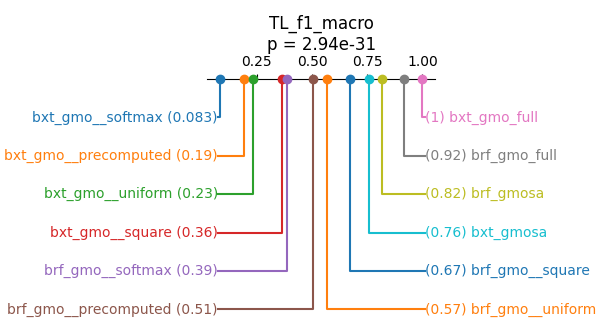 TL_f1_macro
p = 2.94e-31
0.25 0.50 0.75 1.00
bxt_gmo__softmax (0.083) (1) bxt_gmo_full
bxt_gmo__precomputed (0.19) (0.92) brf_gmo_full
bxt_gmo__uniform (0.23) (0.82) brf_gmosa
bxt_gmo__square (0.36) (0.76) bxt_gmosa
brf_gmo__softmax (0.39) (0.67) brf_gmo__square
brf_gmo__precomputed (0.51) (0.57) brf_gmo__uniform